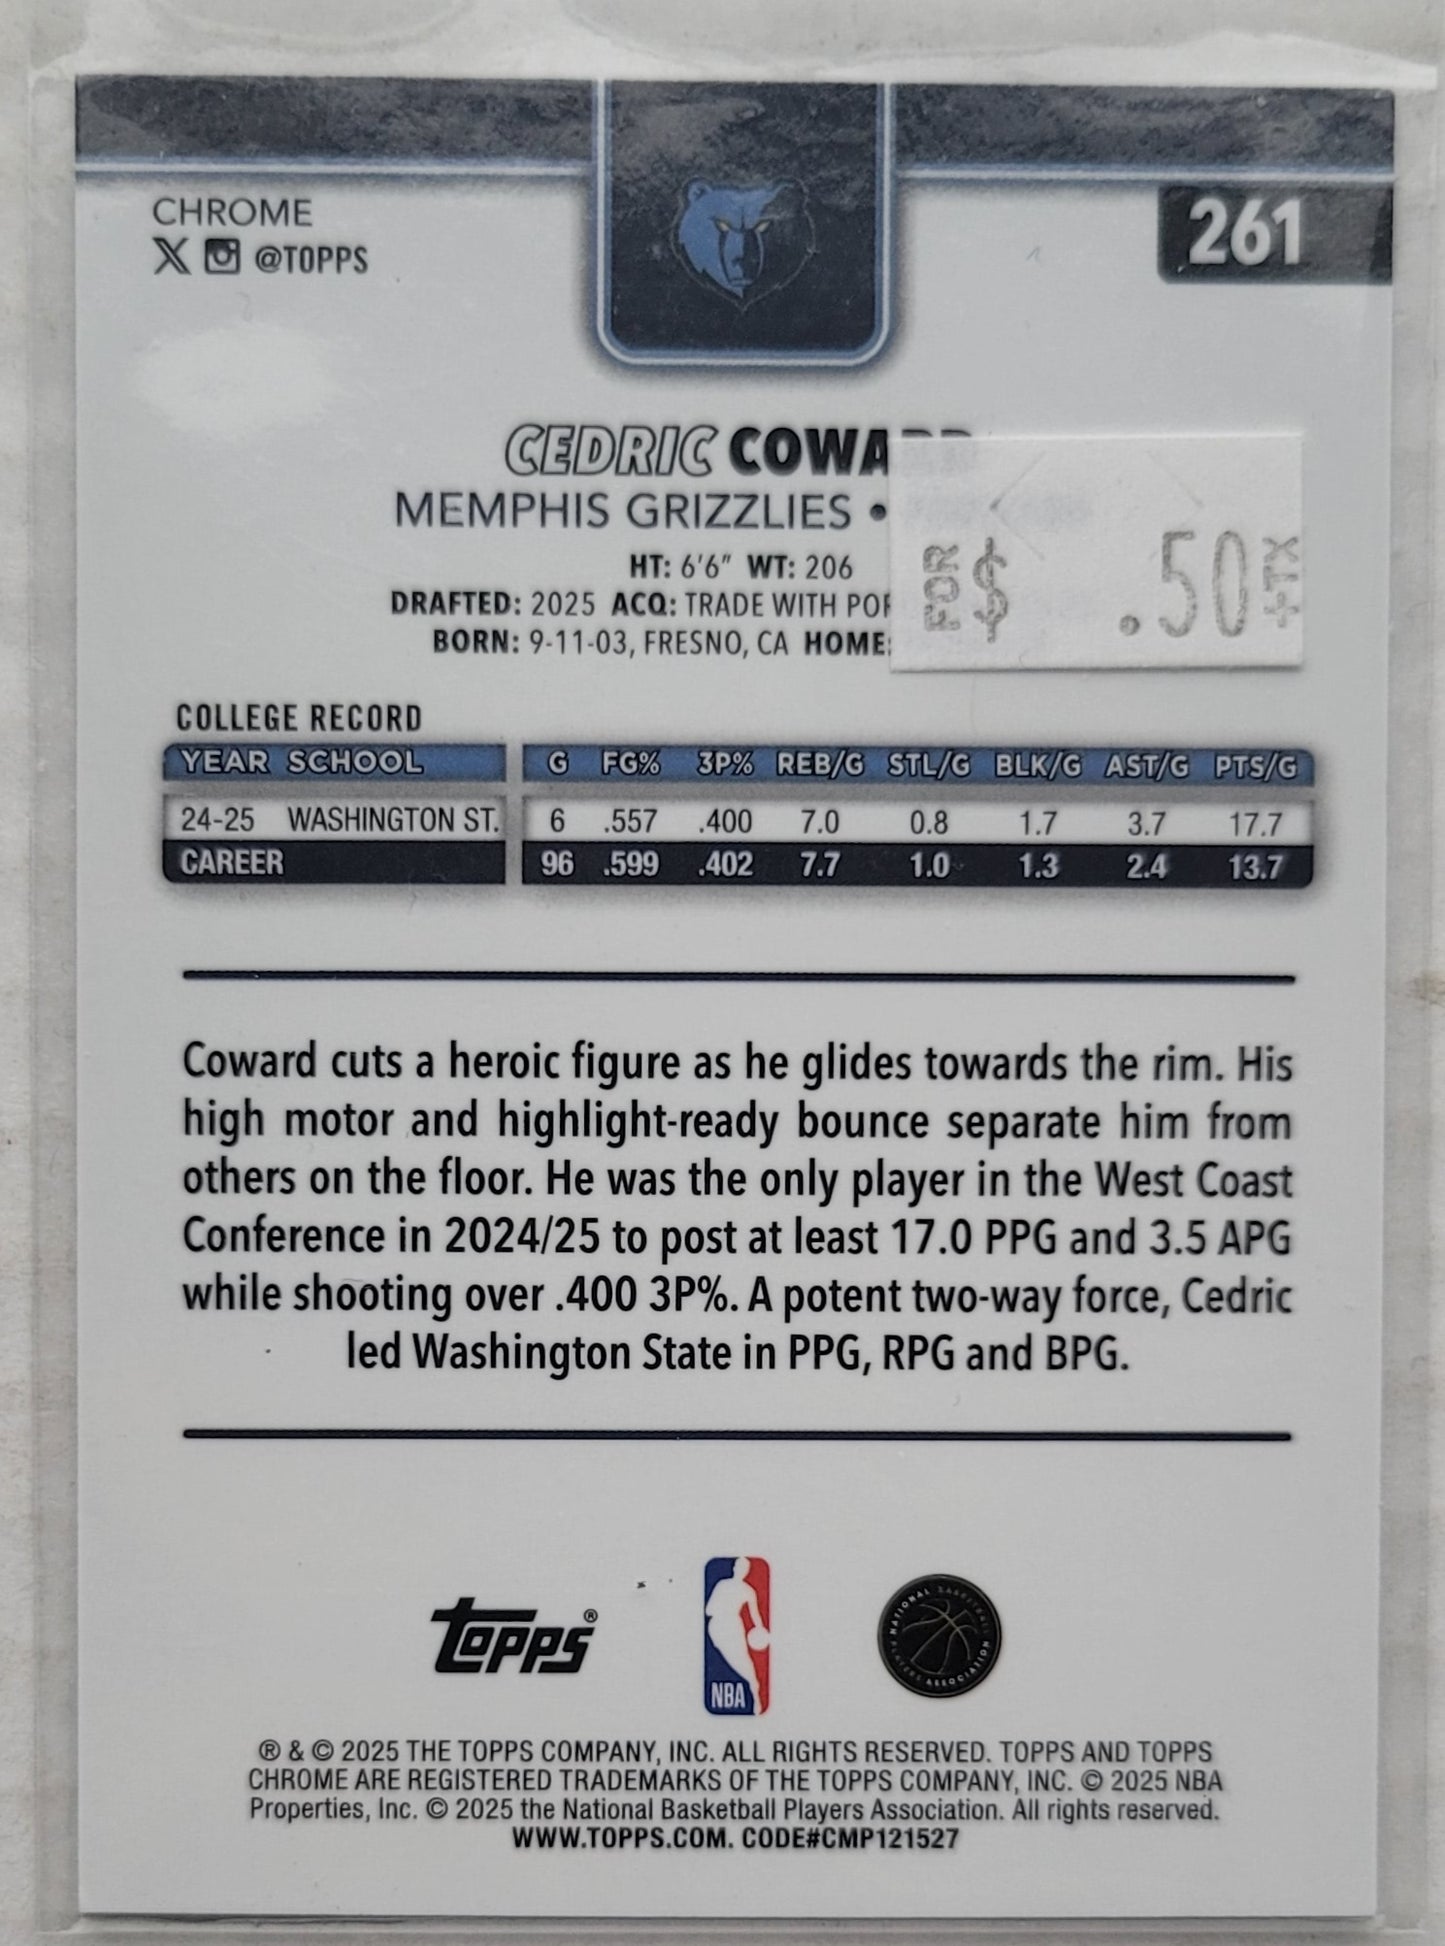 CHROME
X @TOPPS
261
CEDRIC COWARD
MEMPHIS GRIZZLIES •
FOR $ .50 +TX
HT: 6'6" WT: 206
DRAFTED: 2025 ACQ: TRADE WITH POR
BORN: 9-11-03, FRESNO, CA HOME:
COLLEGE RECORD
YEAR SCHOOL G FG% 3P% REB/G STL/G BLK/G AST/G PTS/G
24-25 WASHINGTON ST. 6 .557 .400 7.0 0.8 1.7 3.7 17.7
CAREER 96 .599 .402 7.7 1.0 1.3 2.4 13.7
Coward cuts a heroic figure as he glides towards the rim. His
high motor and highlight-ready bounce separate him from
others on the floor. He was the only player in the West Coast
Conference in 2024/25 to post at least 17.0 PPG and 3.5 APG
while shooting over .400 3P%. A potent two-way force, Cedric
led Washington State in PPG, RPG and BPG.
TOPPS®
NBA
NATIONAL BASKETBALL PLAYERS ASSOCIATION
® & © 2025 THE TOPPS COMPANY, INC. ALL RIGHTS RESERVED. TOPPS AND TOPPS
CHROME ARE REGISTERED TRADEMARKS OF THE TOPPS COMPANY, INC. © 2025 NBA
Properties, Inc. © 2025 the National Basketball Players Association. All rights reserved.
WWW.TOPPS.COM. CODE#CMP121527